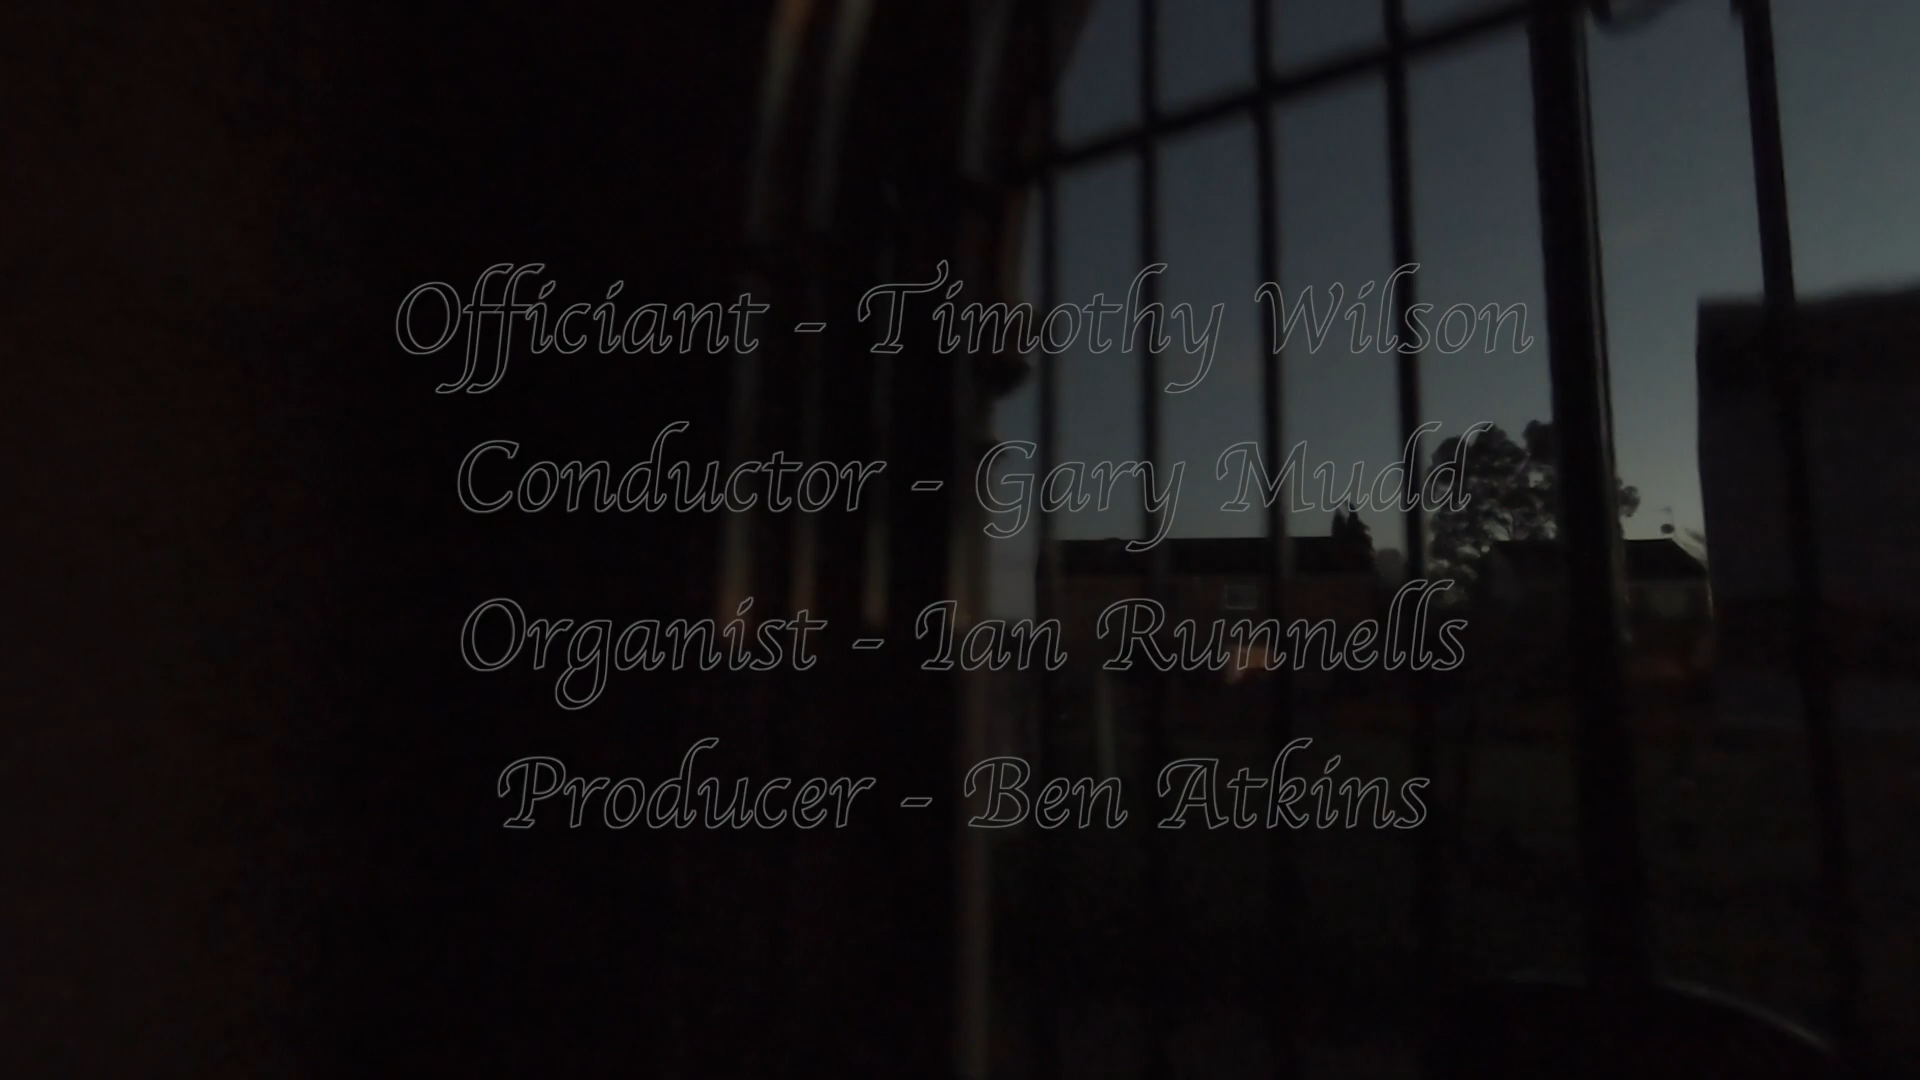 Officiant - Timothy Wilson
Conductor - Gary Mudd
Organist - Ian Runnells
Producer - Ben Atkins